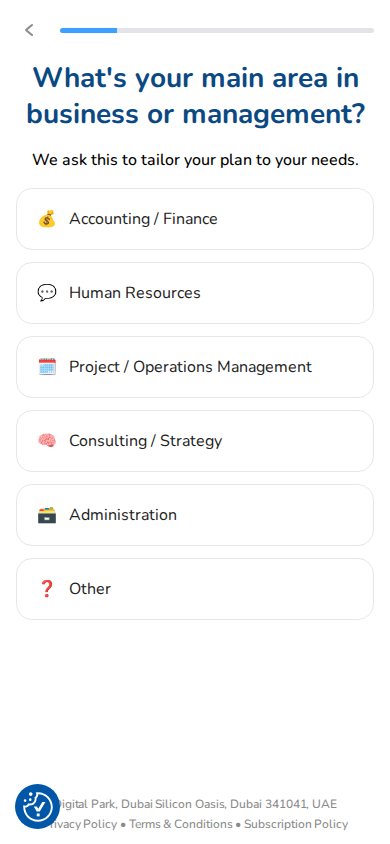 What's your main area in
business or management?
We ask this to tailor your plan to your needs.
Accounting / Finance
Human Resources
Project / Operations Management
Consulting / Strategy
Administration
Other
Digital Park, Dubai Silicon Oasis, Dubai 341041, UAE
Policy • Terms & Conditions • Subscription Policy